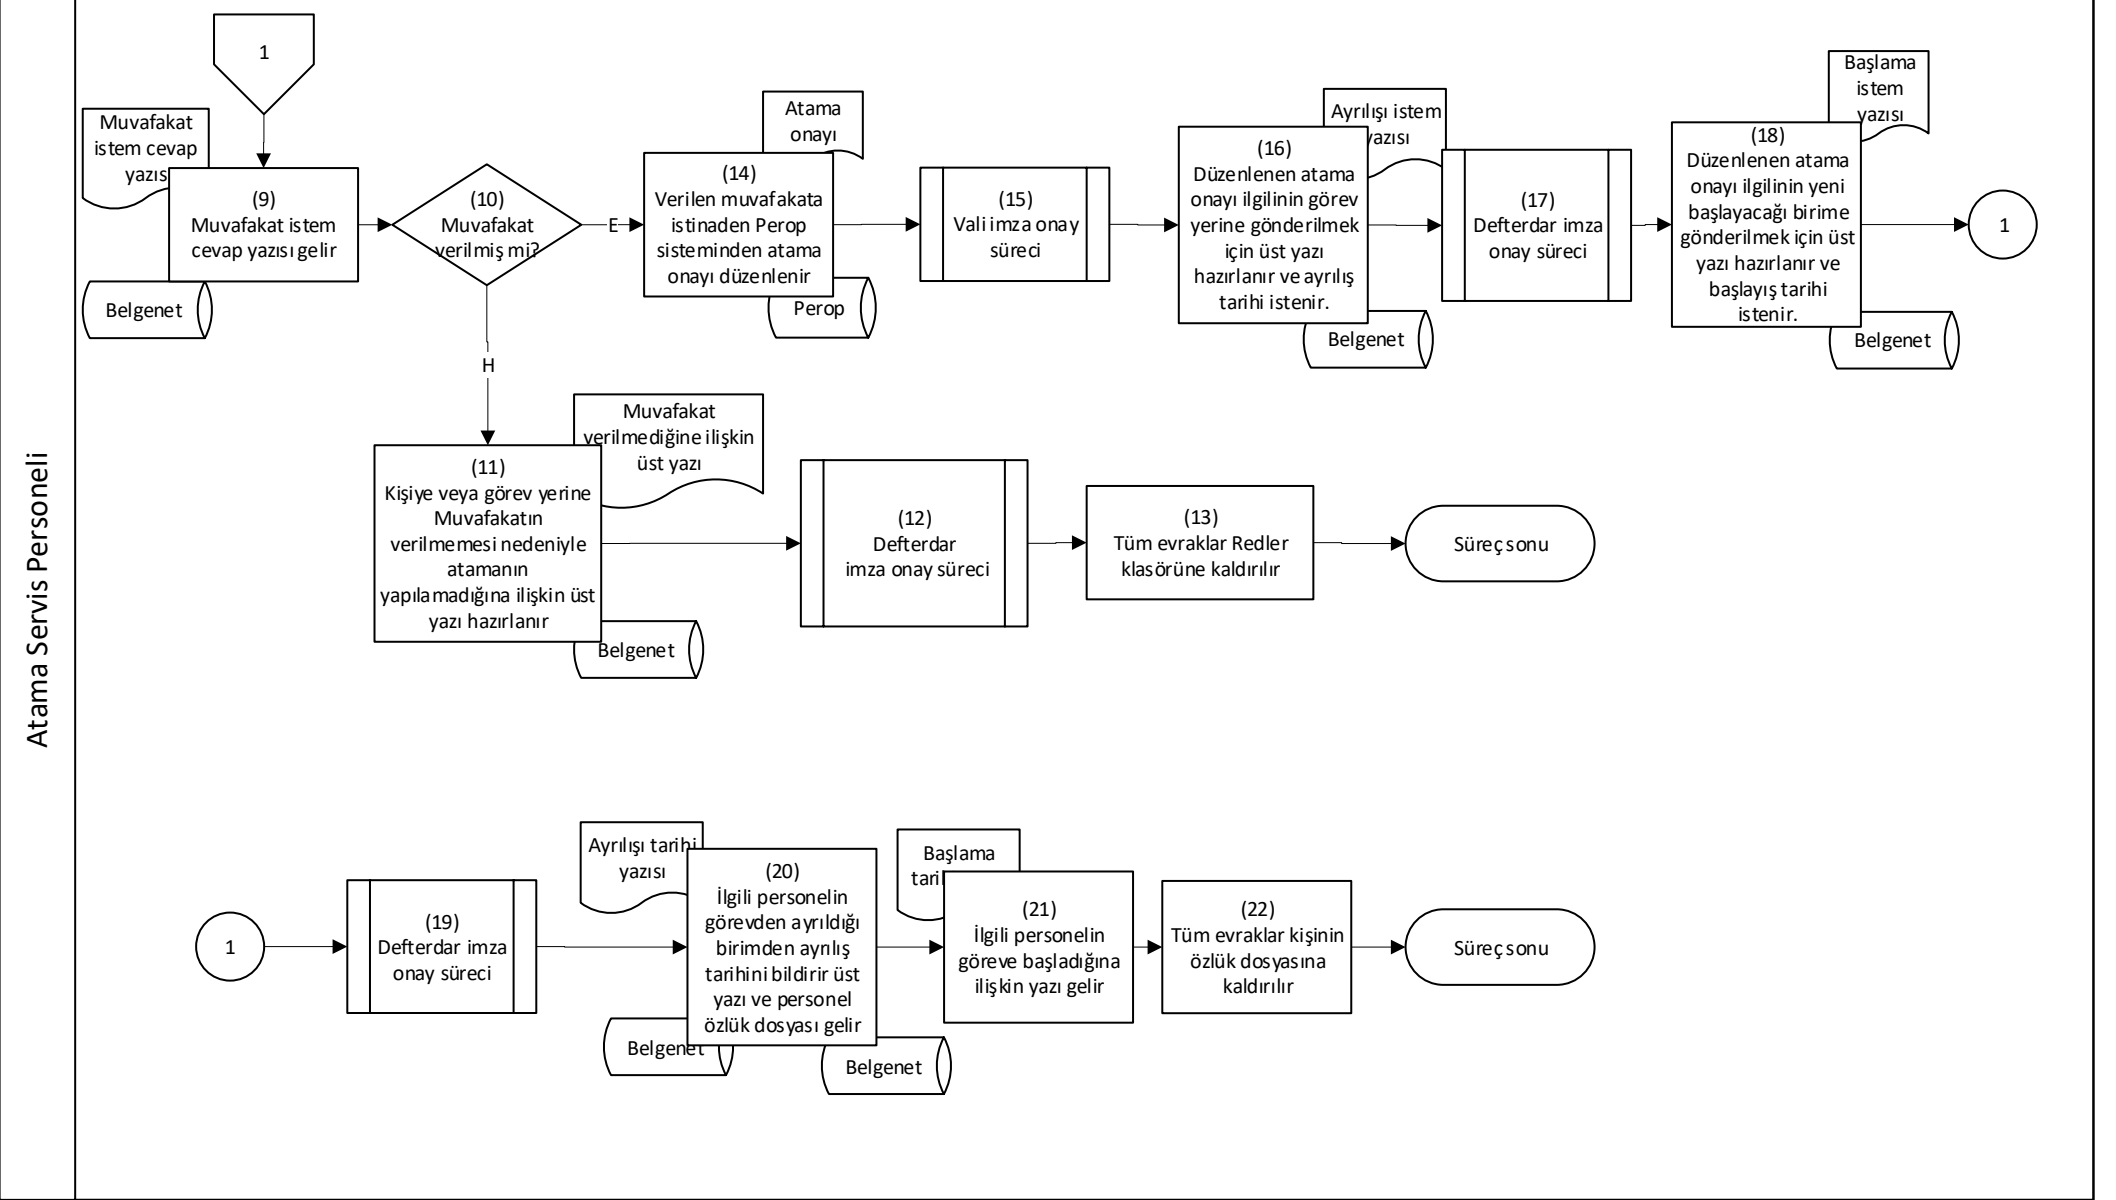 Atama Servis Personeli
1
Muvafakat
istem cevap
yazıs
(9)
Muvafakat istem
cevap yazısı gelir
Belgenet
(10)
Muvafakat
verilmiş mi?
E
H
Atama
onayı
(14)
Verilen muvafakata
istinaden Perop
sisteminden atama
onayı düzenlenir
Perop
(15)
Vali imza onay
süreci
Ayrılışı istem
yazısı
(16)
Düzenlenen atama
onayı ilgilinin görev
yerine gönderilmek
için üst yazı
hazırlanır ve ayrılış
tarihi istenir.
Belgenet
(17)
Defterdar imza
onay süreci
Başlama
istem
yazısı
(18)
Düzenlenen atama
onayı ilgilinin yeni
başlayacağı birime
gönderilmek için üst
yazı hazırlanır ve
başlayış tarihi
istenir.
Belgenet
1
Muvafakat
verilmediğine ilişkin
üst yazı
(11)
Kişiye veya görev yerine
Muvafakatın
verilmemesi nedeniyle
atamanın
yapılamadığına ilişkin üst
yazı hazırlanır
Belgenet
(12)
Defterdar
imza onay süreci
(13)
Tüm evraklar Redler
klasörüne kaldırılır
Süreç sonu
1
(19)
Defterdar imza
onay süreci
Ayrılışı tarihi
yazısı
(20)
İlgili personelin
görevden ayrıldığı
birimden ayrılış
tarihini bildirir üst
yazı ve personel
özlük dosyası gelir
Belgenet
Belgenet
Başlama
tari
(21)
İlgili personelin
göreve başladığına
ilişkin yazı gelir
(22)
Tüm evraklar kişinin
özlük dosyasına
kaldırılır
Süreç sonu